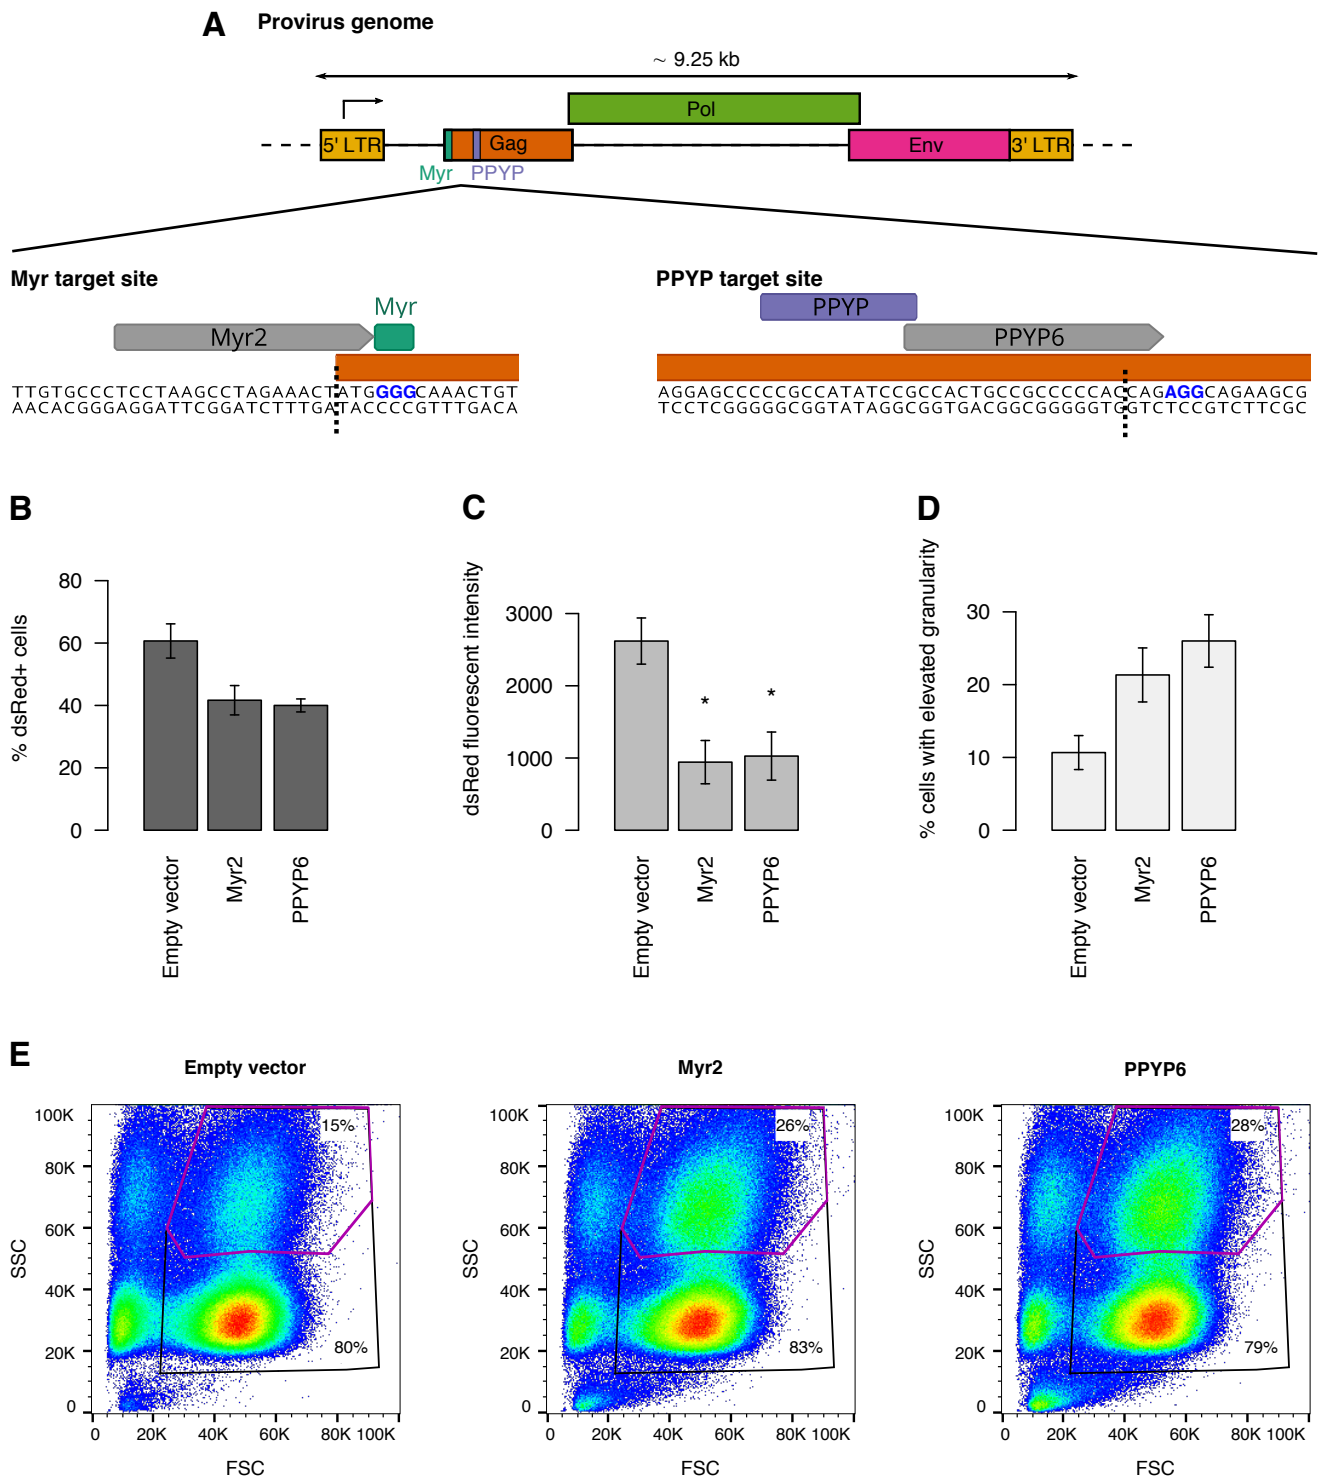 A Provirus genome
~ 9.25 kb
Pol
5' LTR Gag Env 3' LTR
Myr PPYP
Myr target site
Myr
Myr2
TTGTGCCCTCCTAAGCCTAGAAACTATGGGGCAAACTGT
AACACGGGAGGATTCGGATCTTTGATACCCCGTTTGACA
PPYP target site
PPYP
PPYP6
AGGAGCCCCCGCCATATCCGCCACTGCCGCCCCCACCAGAGGCAGAAGCG
TCCTCGGGGGCGGTATAGGCGGTGACGGCGGGGGTGGTCTCCGTCTTCGC
B
% dsRed+ cells
80
60
40
20
0
Empty vector
Myr2
PPYP6
C
dsRed fluorescent intensity
3000
2000
1000
0
*
*
Empty vector
Myr2
PPYP6
D
% cells with elevated granularity
30
20
10
0
Empty vector
Myr2
PPYP6
E
Empty vector
SSC
100K
80K
60K
40K
20K
0
15%
80%
0 20K 40K 60K 80K 100K
FSC
Myr2
SSC
100K
80K
60K
40K
20K
0
26%
83%
0 20K 40K 60K 80K 100K
FSC
PPYP6
SSC
100K
80K
60K
40K
20K
0
28%
79%
0 20K 40K 60K 80K 100K
FSC